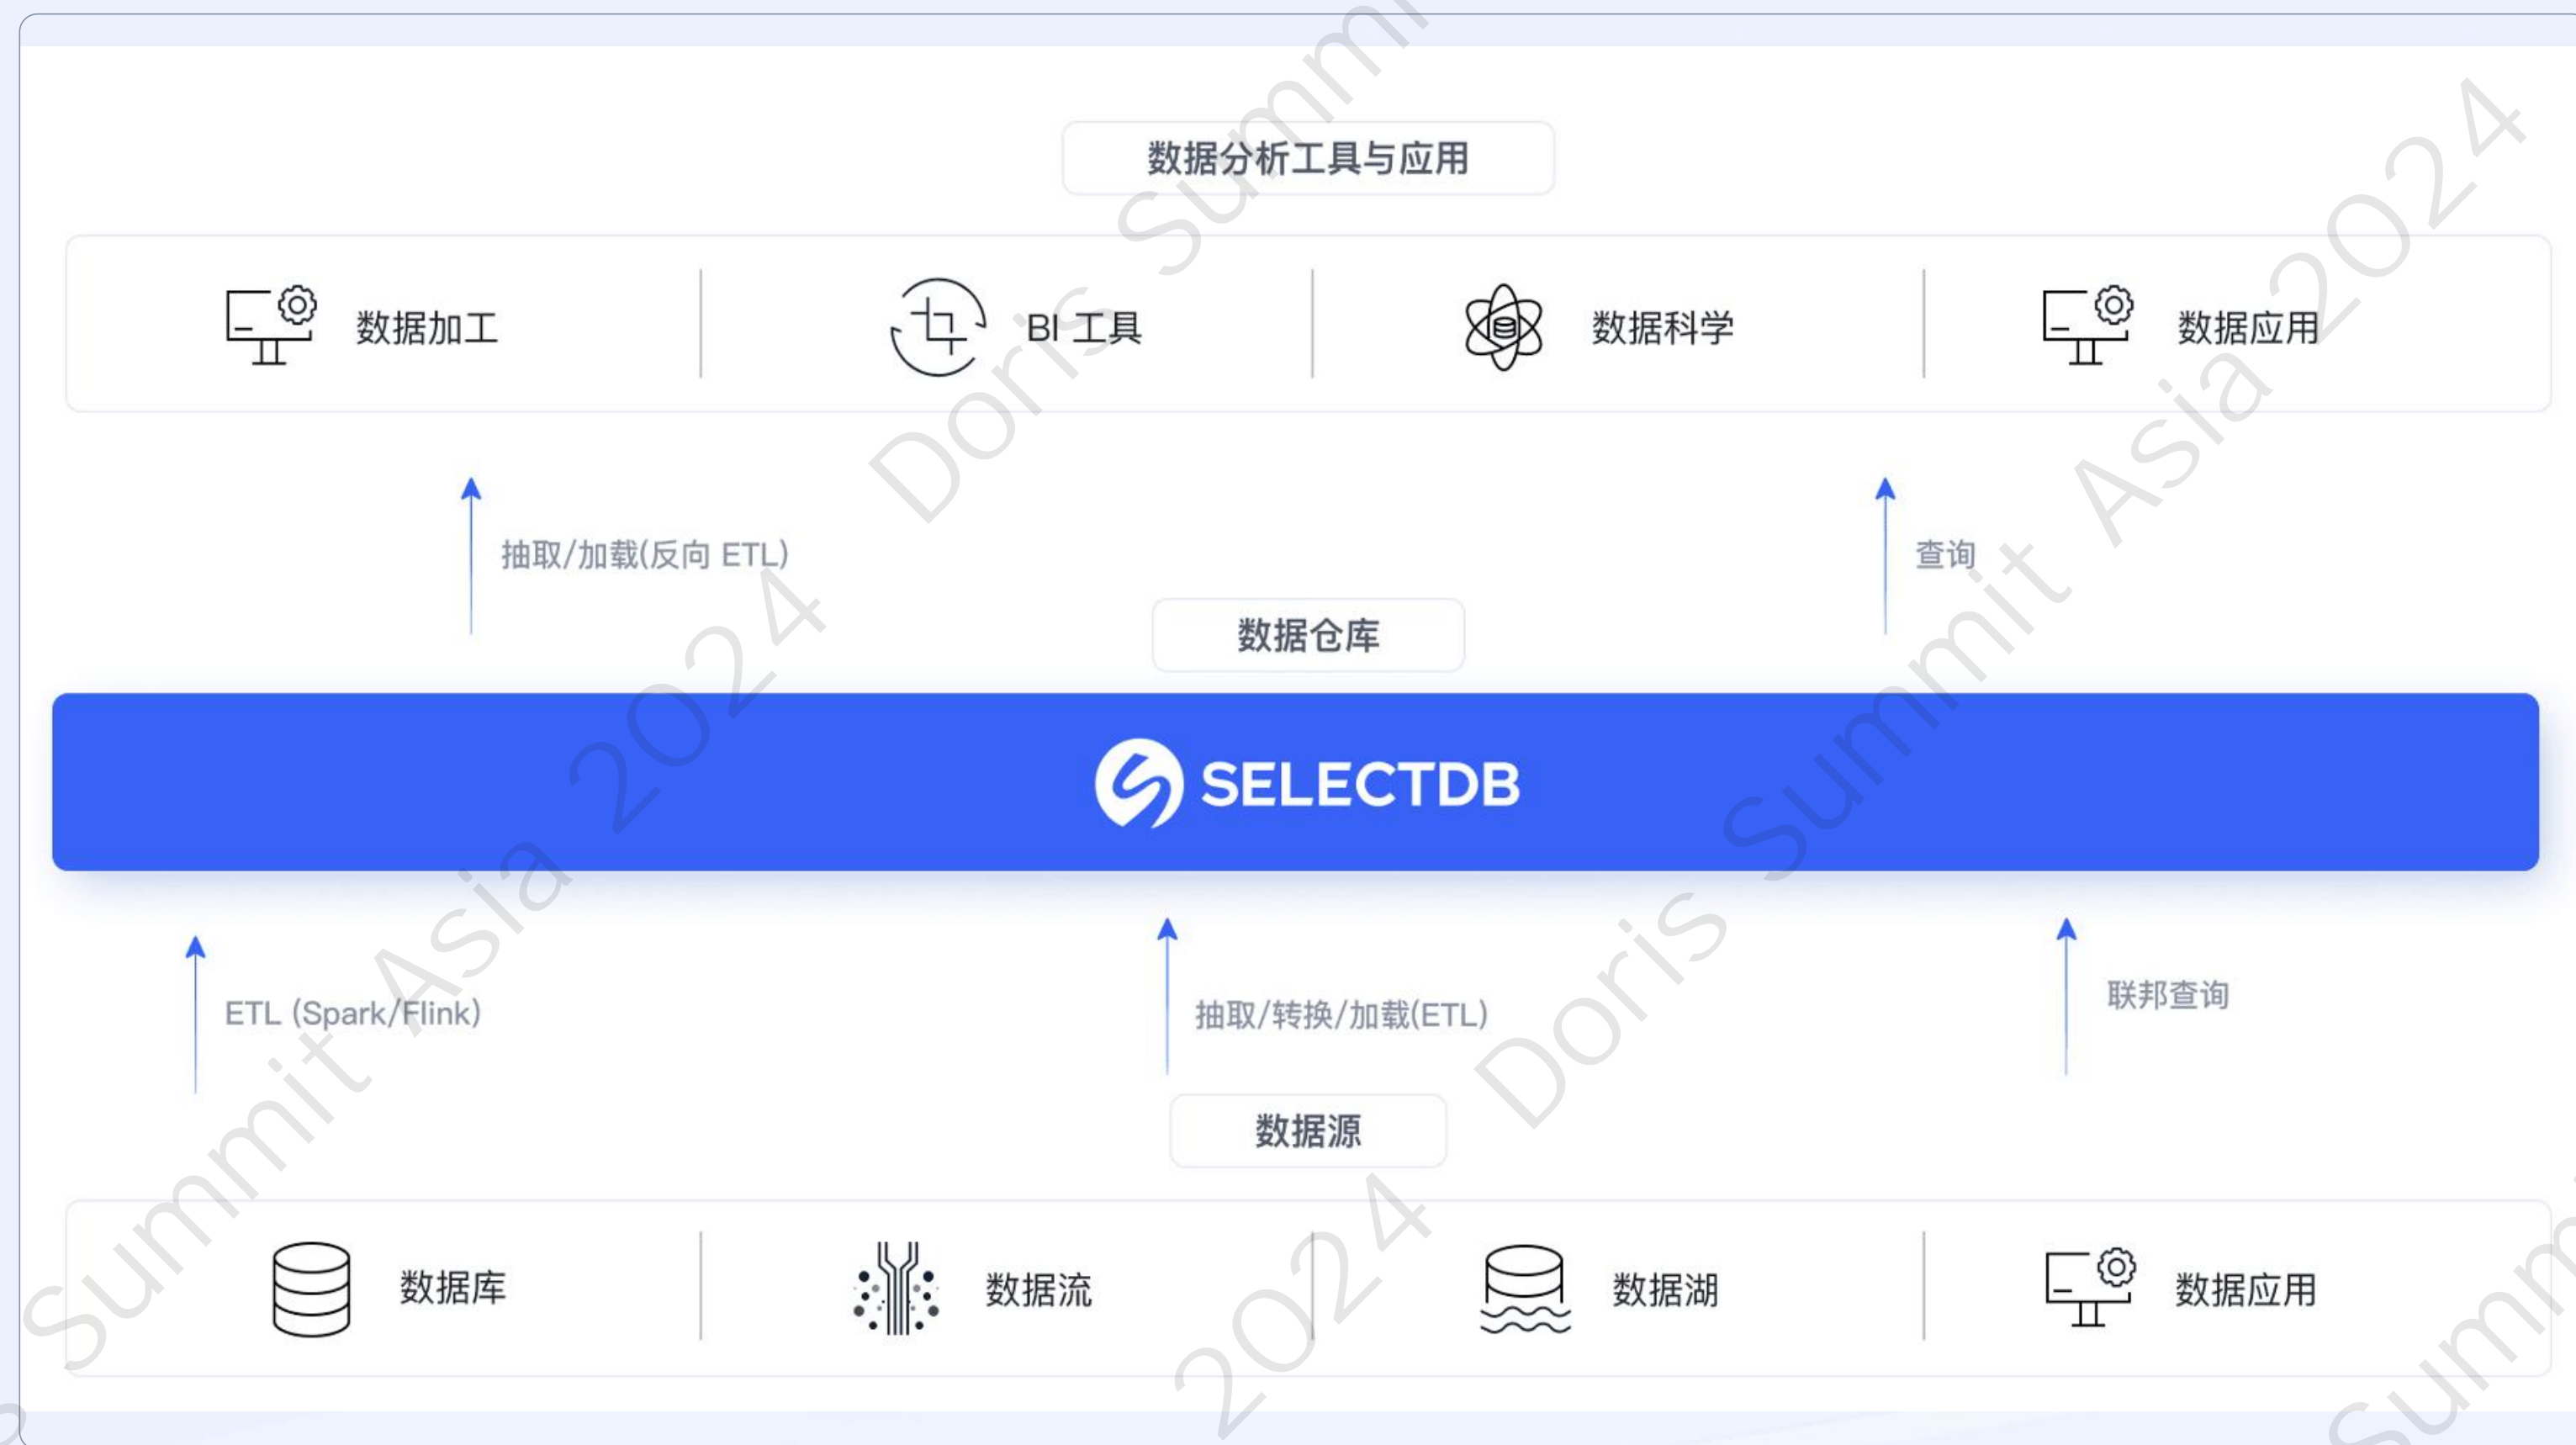 数据分析工具与应用
数据加工
BI 工具
数据科学
数据应用
抽取/加载(反向 ETL)
查询
数据仓库
SELECTDB
ETL (Spark/Flink)
抽取/转换/加载(ETL)
联邦查询
数据源
数据库
数据流
数据湖
数据应用
Doris Summit
Doris Summit Asia 2024
Summit Asia 2024
2024
Summ